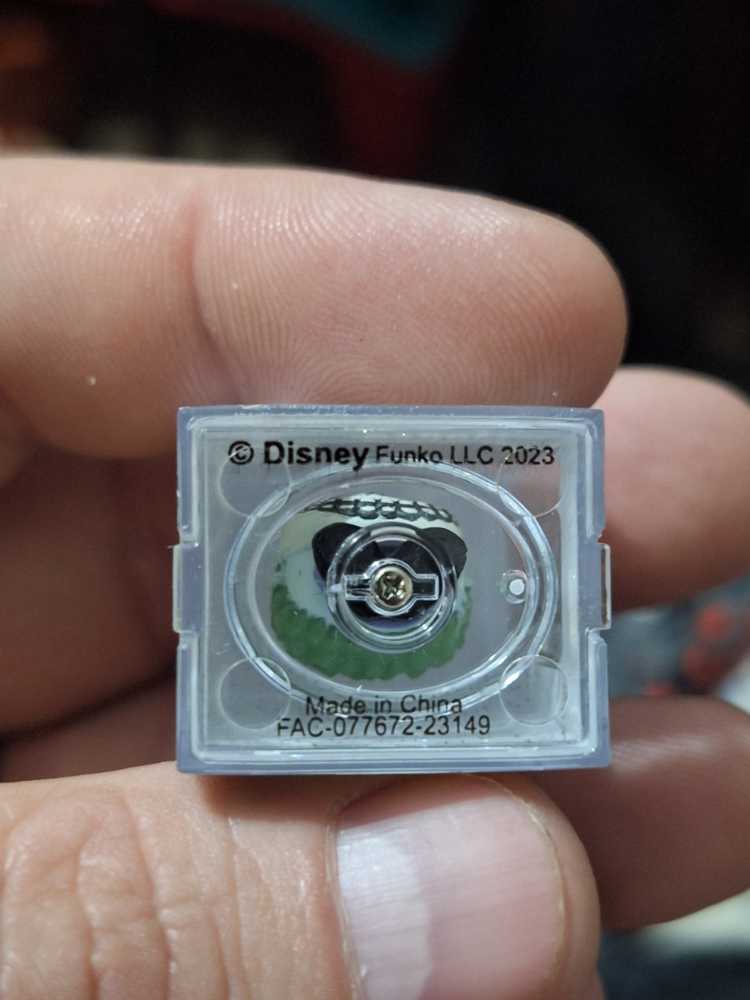 © Disney Funko LLC 2023
Made in China
FAC-077672-23149